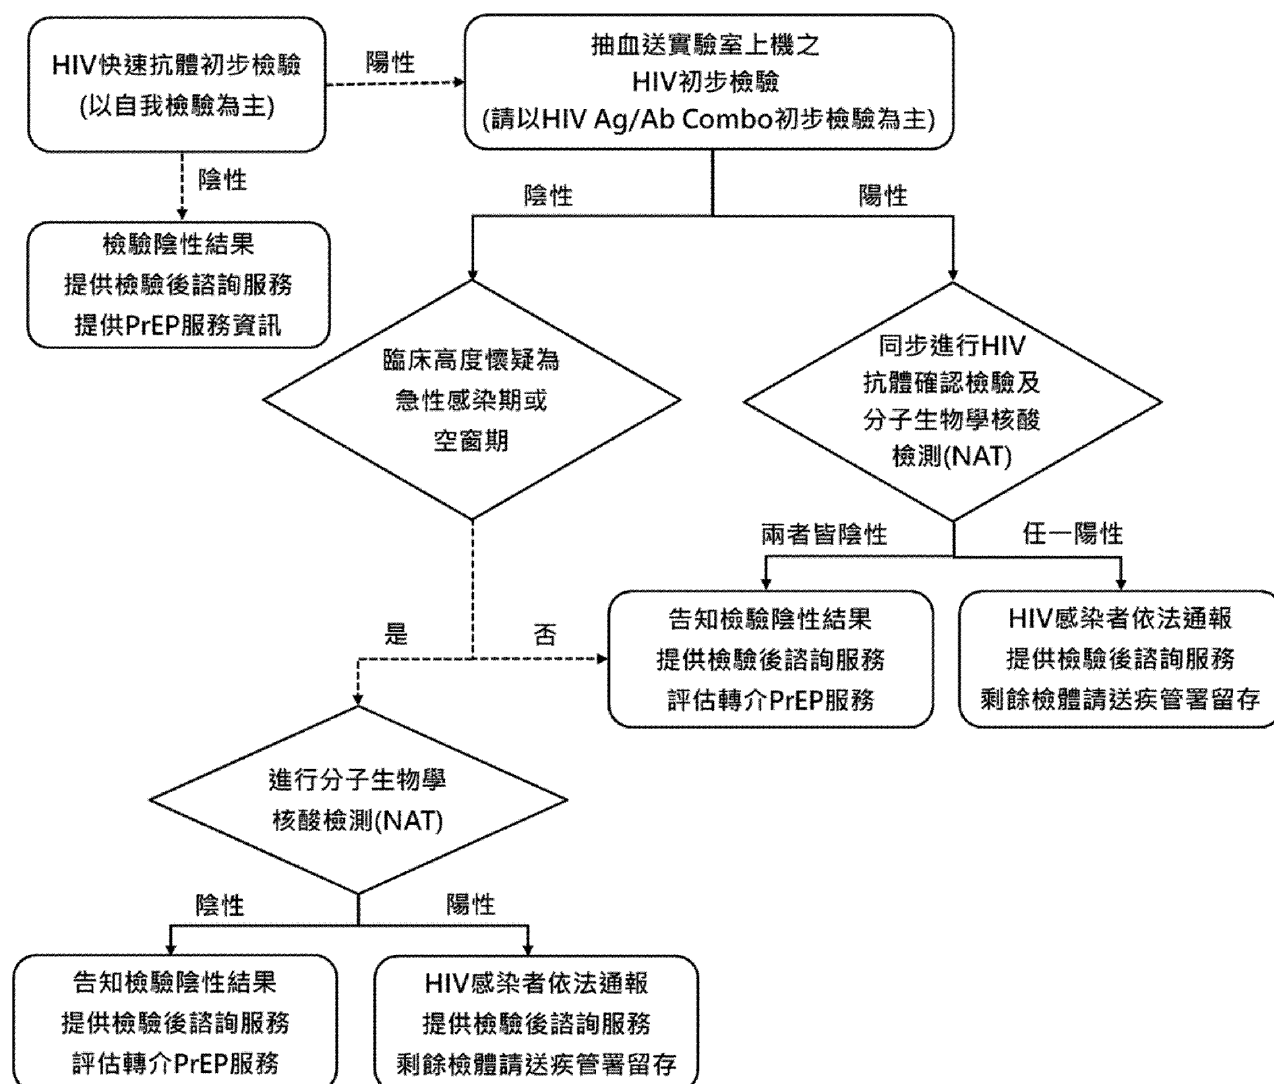 HIV快速抗體初步檢驗
(以自我檢驗為主)
陽性
抽血送實驗室上機之
HIV初步檢驗
(請以HIV Ag/Ab Combo初步檢驗為主)
陰性
檢驗陰性結果
提供檢驗後諮詢服務
提供PrEP服務資訊
陰性
陽性
臨床高度懷疑為
急性感染期或
空窗期
同步進行HIV
抗體確認檢驗及
分子生物學核酸
檢測(NAT)
兩者皆陰性
任一陽性
告知檢驗陰性結果
提供檢驗後諮詢服務
評估轉介PrEP服務
HIV感染者依法通報
提供檢驗後諮詢服務
剩餘檢體請送疾管署留存
是
否
進行分子生物學
核酸檢測(NAT)
陰性
陽性
告知檢驗陰性結果
提供檢驗後諮詢服務
評估轉介PrEP服務
HIV感染者依法通報
提供檢驗後諮詢服務
剩餘檢體請送疾管署留存